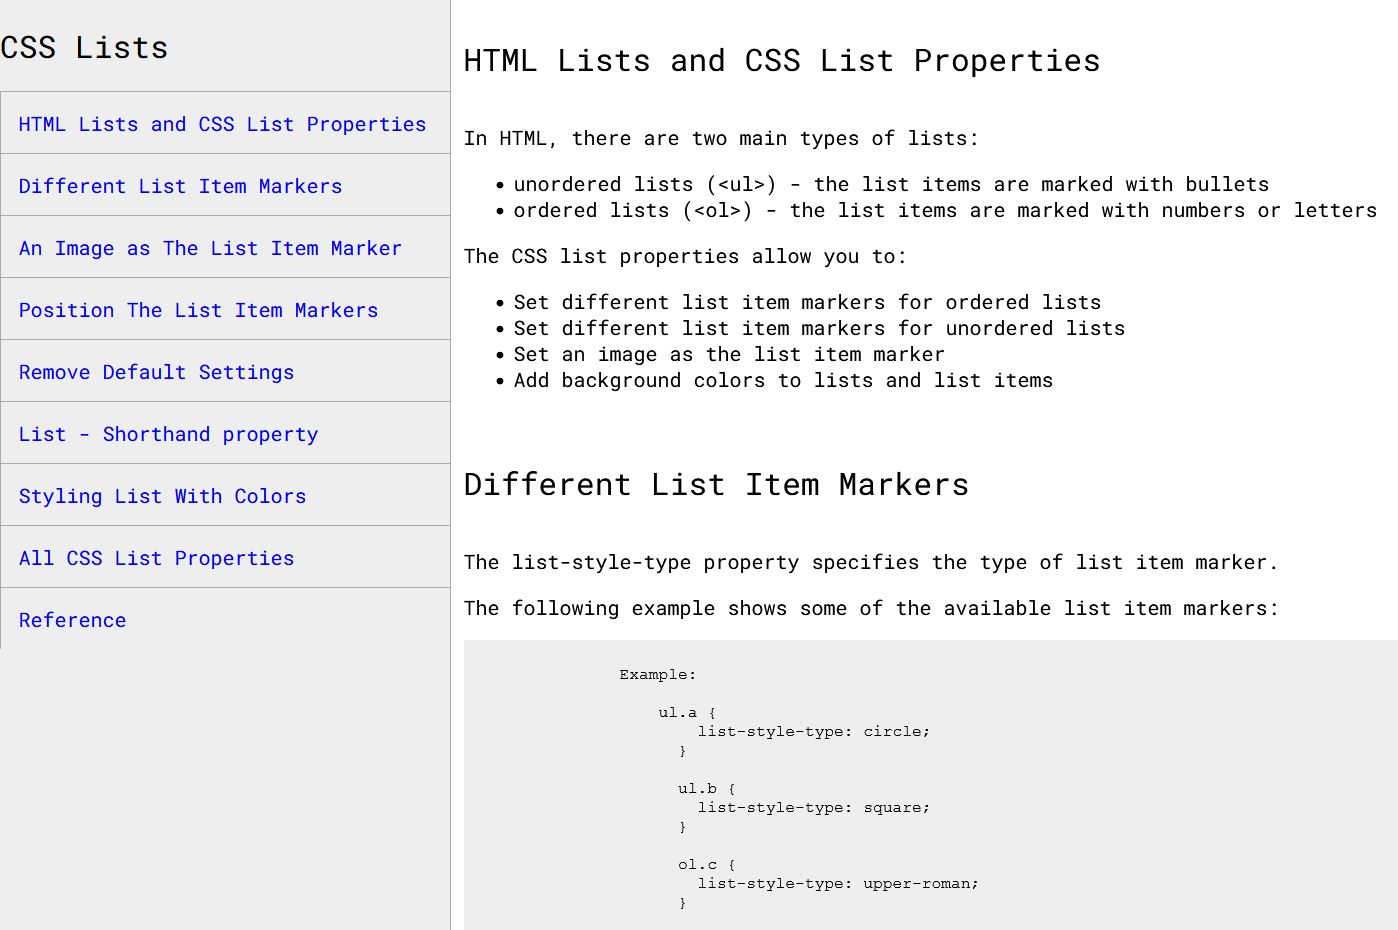 CSS Lists
HTML Lists and CSS List Properties
Different List Item Markers
An Image as The List Item Marker
Position The List Item Markers
Remove Default Settings
List - Shorthand property
Styling List With Colors
All CSS List Properties
Reference
HTML Lists and CSS List Properties
In HTML, there are two main types of lists:
• unordered lists (<ul>) - the list items are marked with bullets
• ordered lists (<ol>) - the list items are marked with numbers or letters
The CSS list properties allow you to:
• Set different list item markers for ordered lists
• Set different list item markers for unordered lists
• Set an image as the list item marker
• Add background colors to lists and list items
Different List Item Markers
The list-style-type property specifies the type of list item marker.
The following example shows some of the available list item markers:
Example:
ul.a {
list-style-type: circle;
}
ul.b {
list-style-type: square;
}
ol.c {
list-style-type: upper-roman;
}